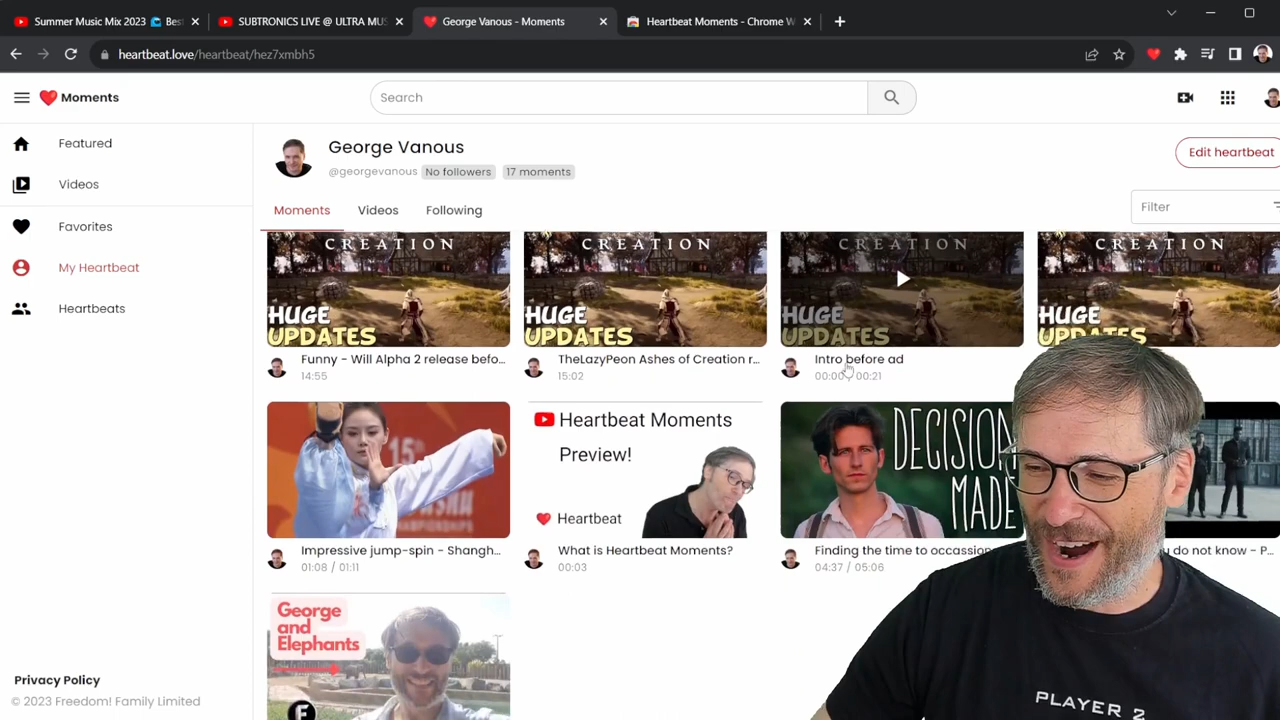 Summer Music Mix 2023
Bes
SUBTRONICS LIVE @ ULTRA MUS
George Vanous - Moments
Heartbeat Moments - Chrome W
heartbeat.love/heartbeat/hez7xmbh5
Moments
Search
Featured
Videos
Favorites
My Heartbeat
Heartbeats
George Vanous
@georgevanous No followers 17 moments
Edit heartbeat
Moments Videos Following
Filter
CREATION
HUGE
UPDATES
Funny - Will Alpha 2 release befo...
14:55
CREATION
HUGE
UPDATES
TheLazyPeon Ashes of Creation r...
15:02
CREATION
HUGE
UPDATES
Intro before ad
00:00 / 00:21
CREATION
HUGE
UPDATES
15th
Impressive jump-spin - Shangh...
01:08 / 01:11
Heartbeat Moments
Preview!
Heartbeat
What is Heartbeat Moments?
00:03
DECISION
MADE
Finding the time to occassion
04:37 / 05:06
u do not know - P...
George
and
Elephants
F
PLAYER 2
Privacy Policy
© 2023 Freedom! Family Limited